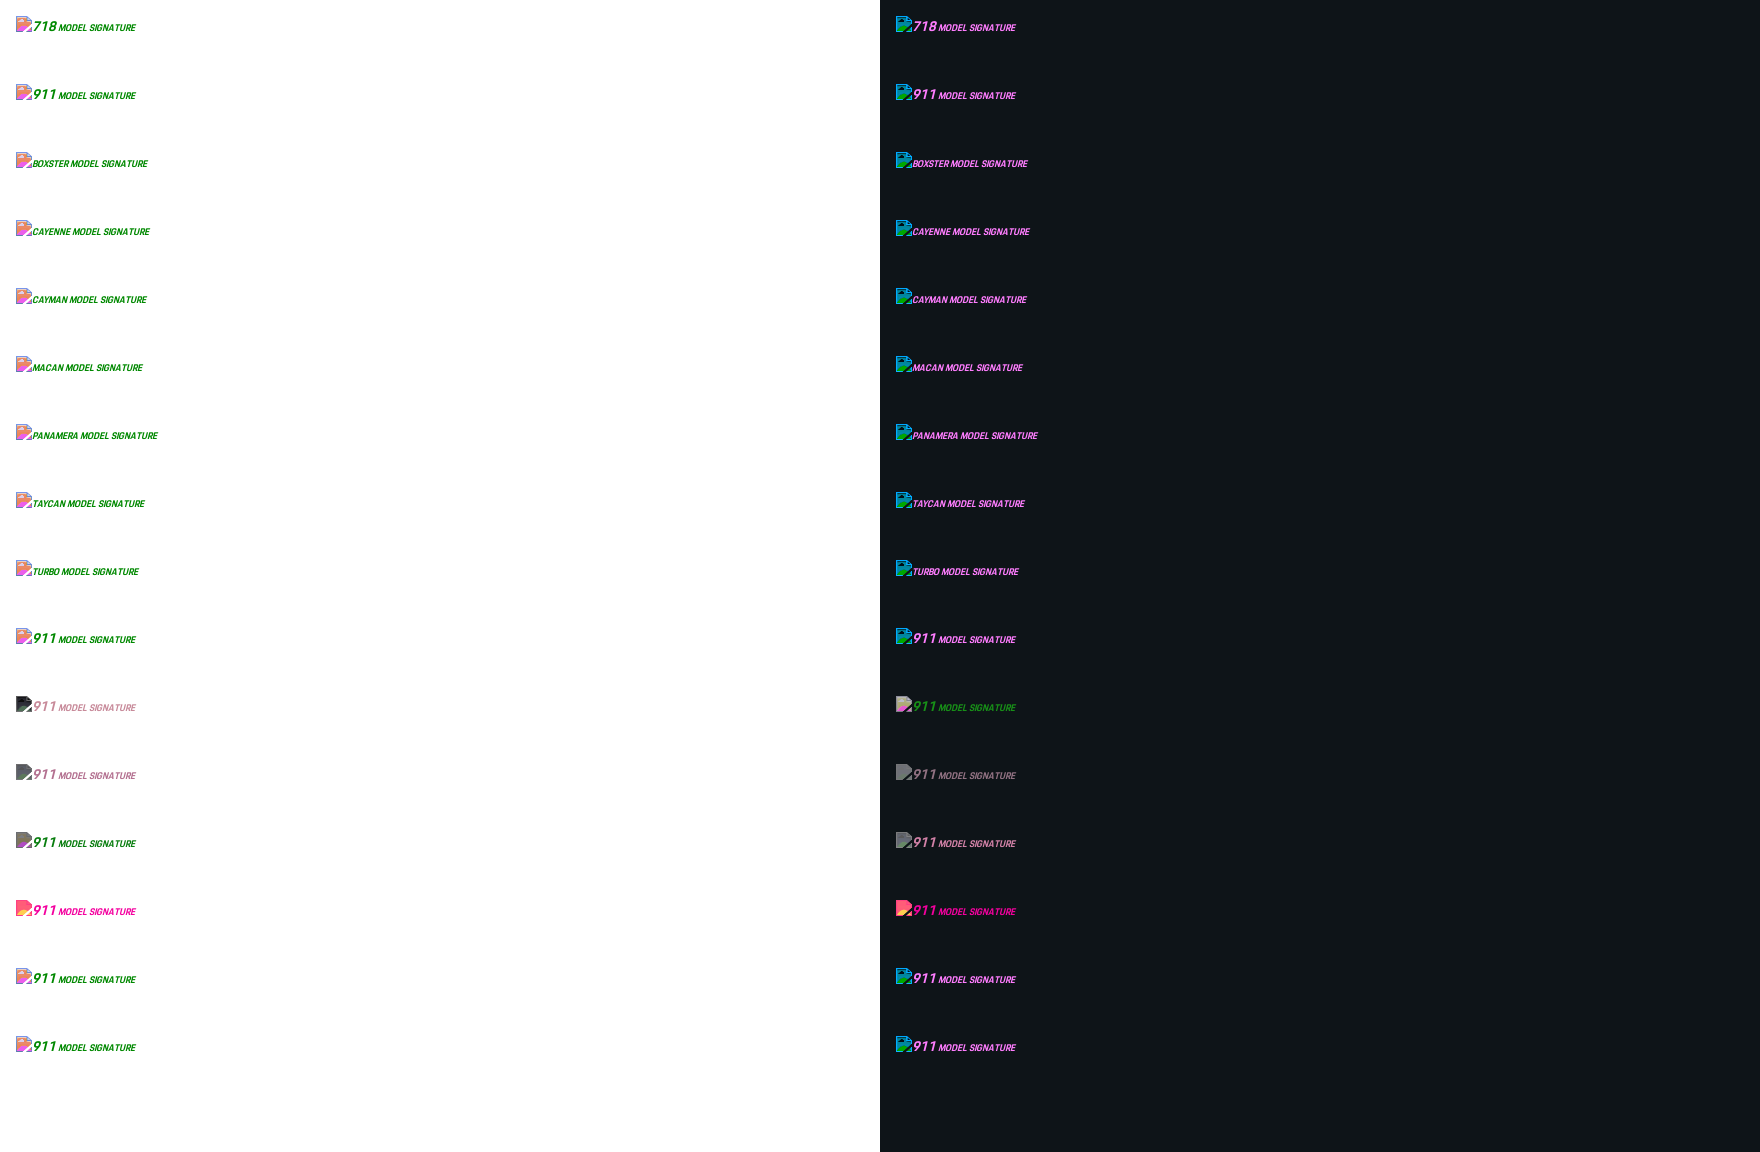 718 MODEL SIGNATURE 718 MODEL SIGNATURE
911 MODEL SIGNATURE 911 MODEL SIGNATURE
BOXSTER MODEL SIGNATURE BOXSTER MODEL SIGNATURE
CAYENNE MODEL SIGNATURE CAYENNE MODEL SIGNATURE
CAYMAN MODEL SIGNATURE CAYMAN MODEL SIGNATURE
MACAN MODEL SIGNATURE MACAN MODEL SIGNATURE
PANAMERA MODEL SIGNATURE PANAMERA MODEL SIGNATURE
TAYCAN MODEL SIGNATURE TAYCAN MODEL SIGNATURE
TURBO MODEL SIGNATURE TURBO MODEL SIGNATURE
911 MODEL SIGNATURE 911 MODEL SIGNATURE
911 MODEL SIGNATURE 911 MODEL SIGNATURE
911 MODEL SIGNATURE 911 MODEL SIGNATURE
911 MODEL SIGNATURE 911 MODEL SIGNATURE
911 MODEL SIGNATURE 911 MODEL SIGNATURE
911 MODEL SIGNATURE 911 MODEL SIGNATURE
911 MODEL SIGNATURE 911 MODEL SIGNATURE